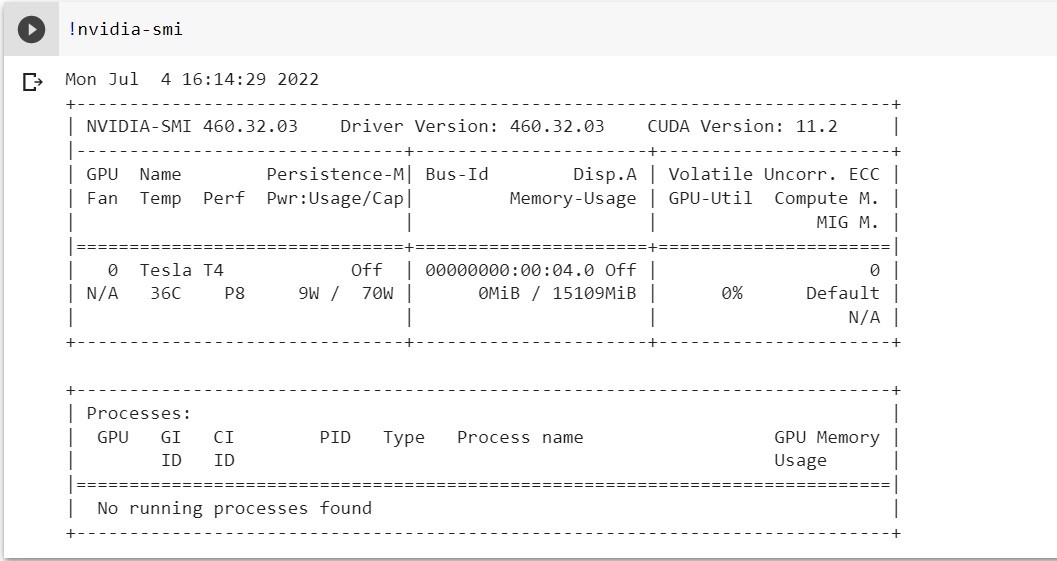 !nvidia-smi
Mon Jul  4 16:14:29 2022
+-----------------------------------------------------------------------------+
| NVIDIA-SMI 460.32.03    Driver Version: 460.32.03    CUDA Version: 11.2     |
|-------------------------------+----------------------+----------------------+
| GPU  Name        Persistence-M| Bus-Id        Disp.A | Volatile Uncorr. ECC |
| Fan  Temp  Perf  Pwr:Usage/Cap|         Memory-Usage | GPU-Util  Compute M. |
|                               |                      |               MIG M. |
|===============================+======================+======================|
|   0  Tesla T4            Off  | 00000000:00:04.0 Off |                    0 |
| N/A   36C    P8     9W /  70W |      0MiB / 15109MiB |      0%      Default |
|                               |                      |                  N/A |
+-------------------------------+----------------------+----------------------+
+-----------------------------------------------------------------------------+
| Processes:                                                                  |
|  GPU   GI   CI        PID   Type   Process name                  GPU Memory |
|        ID   ID                                                   Usage      |
|=============================================================================|
|  No running processes found                                                 |
+-----------------------------------------------------------------------------+